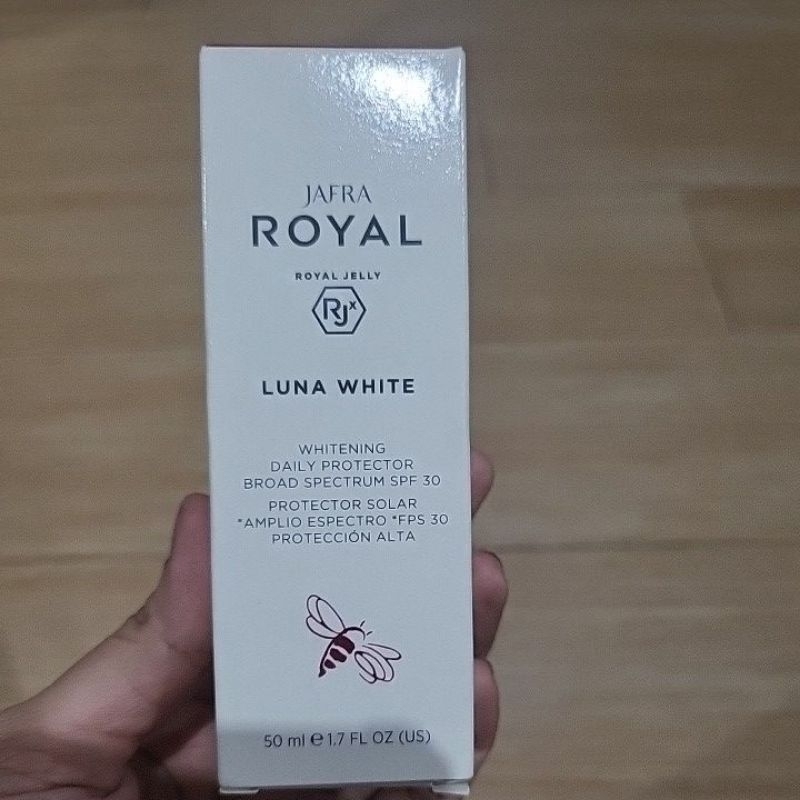 JAFRA
ROYAL
ROYAL JELLY
RJx
LUNA WHITE
WHITENING
DAILY PROTECTOR
BROAD SPECTRUM SPF 30
PROTECTOR SOLAR
*AMPLIO ESPECTRO *FPS 30
PROTECCIÓN ALTA
50 ml ℮ 1.7 FL OZ (US)